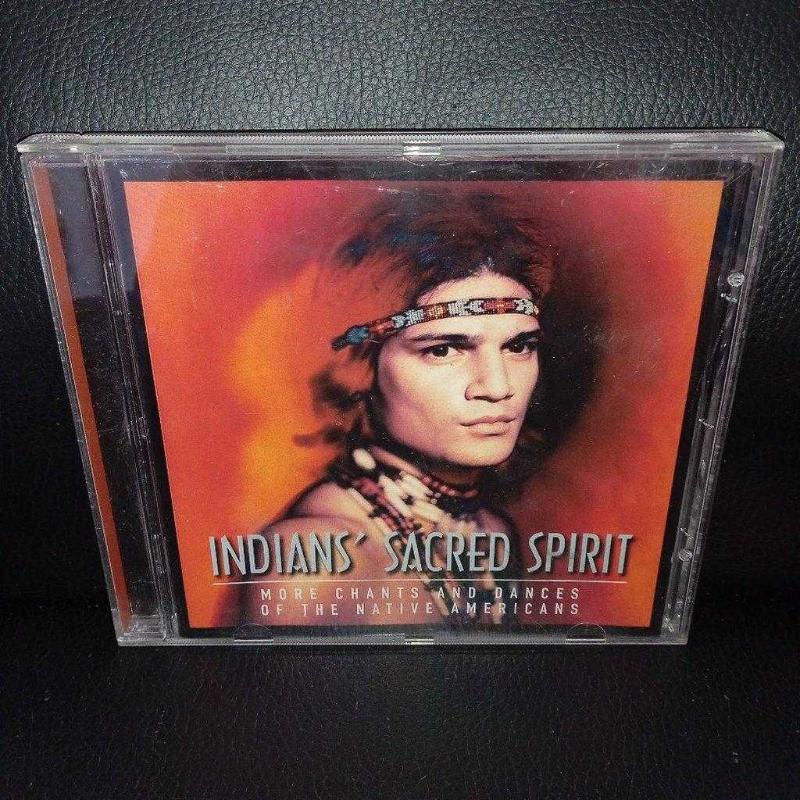 INDIANS´ SACRED SPIRIT
MORE CHANTS AND DANCES
OF THE NATIVE AMERICANS